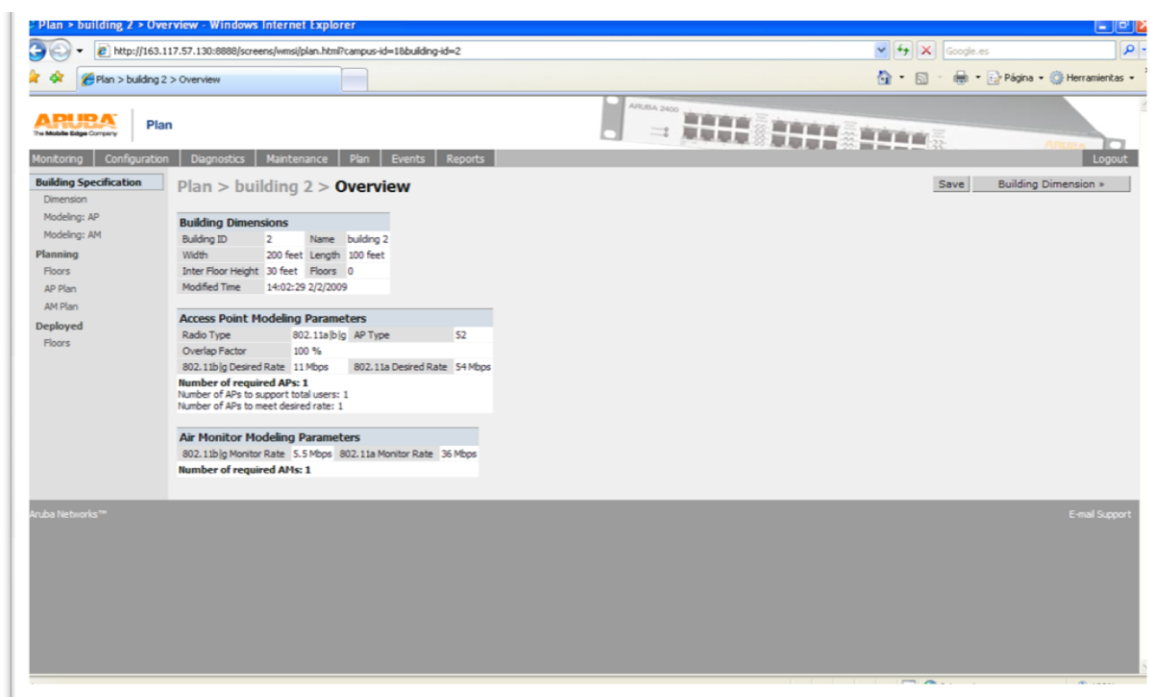 Plan > building 2 > Overview - Windows Internet Explorer
http://163.117.57.130:8888/screens/wmsi/plan.html?campus-id=1&building-id=2
Google.es
Plan > building 2 > Overview
Página
Herramientas
ARUBA
The Mobile Edge Company
Plan
ARUBA 2400
Monitoring Configuration Diagnostics Maintenance Plan Events Reports Logout
Building Specification
Dimension
Modeling: AP
Modeling: AM
Planning
Floors
AP Plan
AM Plan
Deployed
Floors
Plan > building 2 > Overview
Save Building Dimension »
Building Dimensions
Building ID 2 Name building 2
Width 200 feet Length 100 feet
Inter Floor Height 30 feet Floors 0
Modified Time 14:02:29 2/2/2009
Access Point Modeling Parameters
Radio Type 802.11a|b|g AP Type 52
Overlap Factor 100 %
802.11b|g Desired Rate 11 Mbps 802.11a Desired Rate 54 Mbps
Number of required APs: 1
Number of APs to support total users: 1
Number of APs to meet desired rate: 1
Air Monitor Modeling Parameters
802.11b|g Monitor Rate 5.5 Mbps 802.11a Monitor Rate 36 Mbps
Number of required AMs: 1
Aruba Networks™ E-mail Support